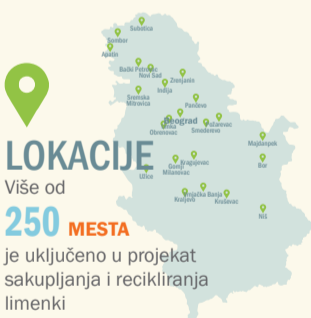 Subotica
Sombor
Apatin
Bački Petrovac
Novi Sad
Zrenjanin
Inđija
Sremska
Mitrovica
Pančevo
Beograd
Obrenovac
Požarevac
Smederevo
Majdanpek
Bor
Kragujevac
Gornji
Milanovac
Užice
Vrnjačka Banja
Kraljevo
Kruševac
Niš
LOKACIJE
Više od
250 MESTA
je uključeno u projekat
sakupljanja i recikliranja
limenki